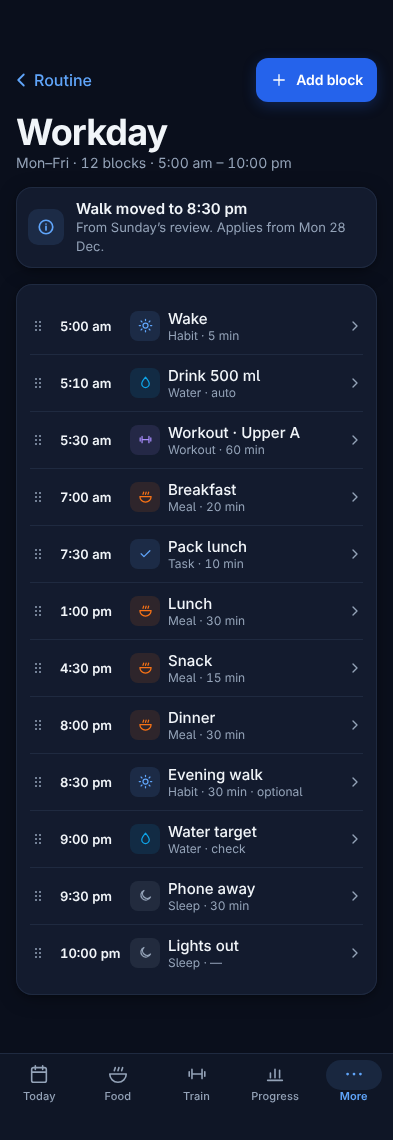 Routine
Add block
Workday
Mon–Fri · 12 blocks · 5:00 am – 10:00 pm
Walk moved to 8:30 pm
From Sunday’s review. Applies from Mon 28
Dec.
5:00 am
Wake
Habit · 5 min
5:10 am
Drink 500 ml
Water · auto
5:30 am
Workout · Upper A
Workout · 60 min
7:00 am
Breakfast
Meal · 20 min
7:30 am
Pack lunch
Task · 10 min
1:00 pm
Lunch
Meal · 30 min
4:30 pm
Snack
Meal · 15 min
8:00 pm
Dinner
Meal · 30 min
8:30 pm
Evening walk
Habit · 30 min · optional
9:00 pm
Water target
Water · check
9:30 pm
Phone away
Sleep · 30 min
10:00 pm
Lights out
Sleep · —
Today
Food
Train
Progress
More